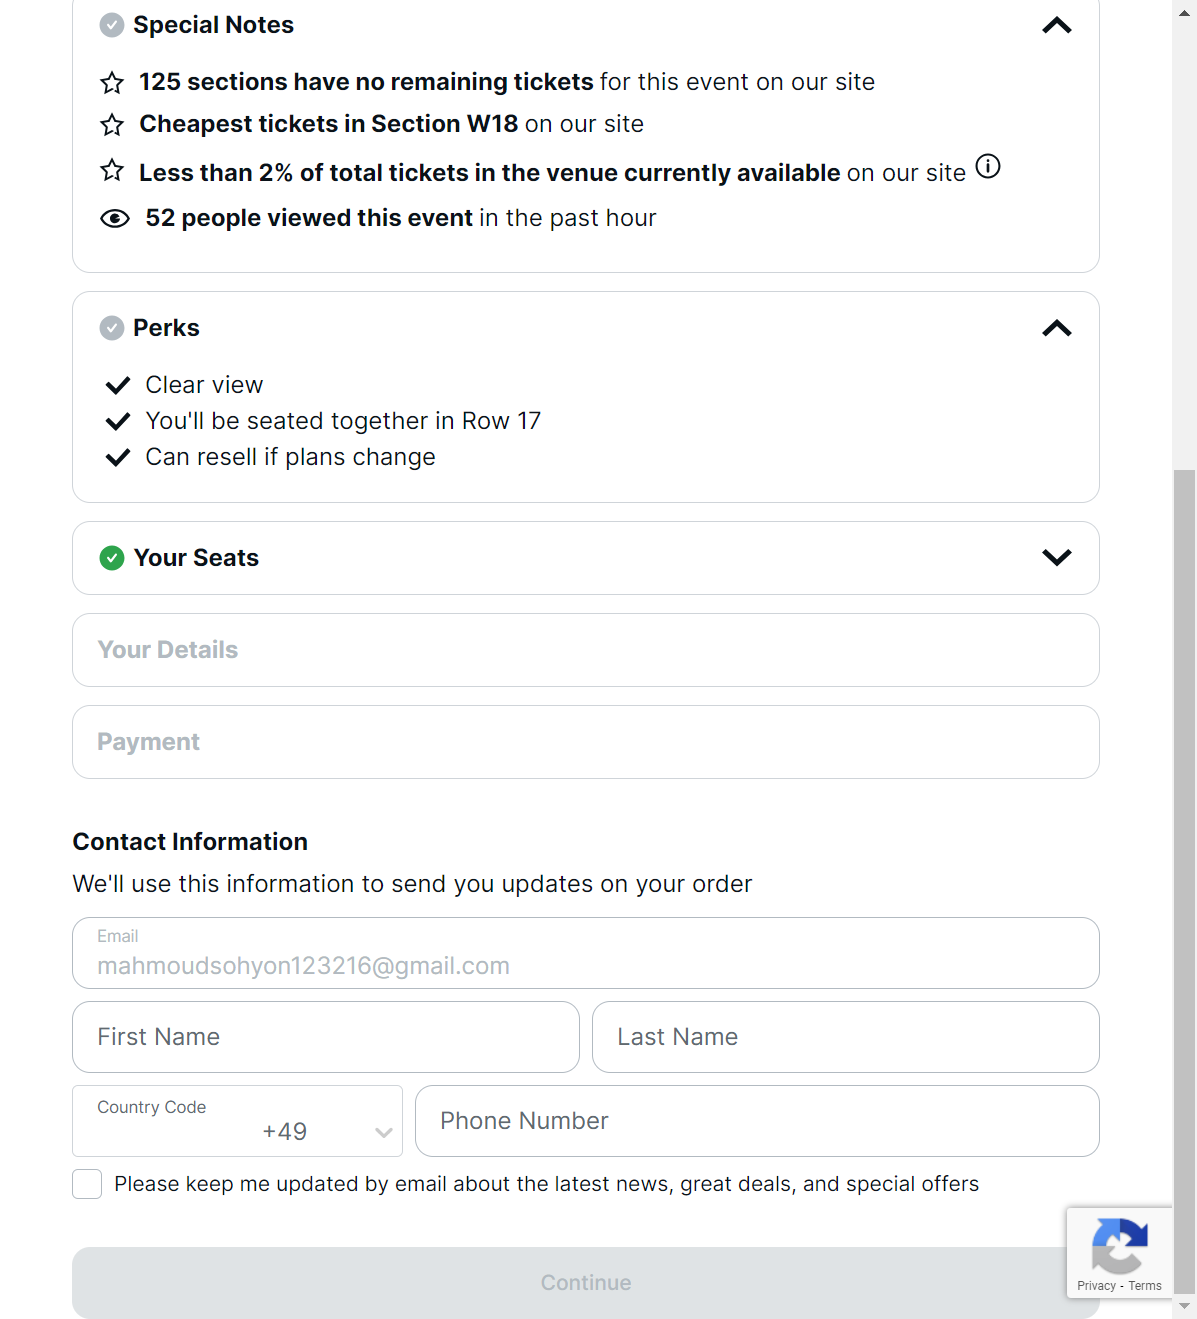 Special Notes
125 sections have no remaining tickets for this event on our site
Cheapest tickets in Section W18 on our site
Less than 2% of total tickets in the venue currently available on our site
52 people viewed this event in the past hour
Perks
Clear view
You'll be seated together in Row 17
Can resell if plans change
Your Seats
Your Details
Payment
Contact Information
We'll use this information to send you updates on your order
Email
mahmoudsohyon123216@gmail.com
First Name
Last Name
Country Code
+49
Phone Number
Please keep me updated by email about the latest news, great deals, and special offers
Continue
Privacy - Terms